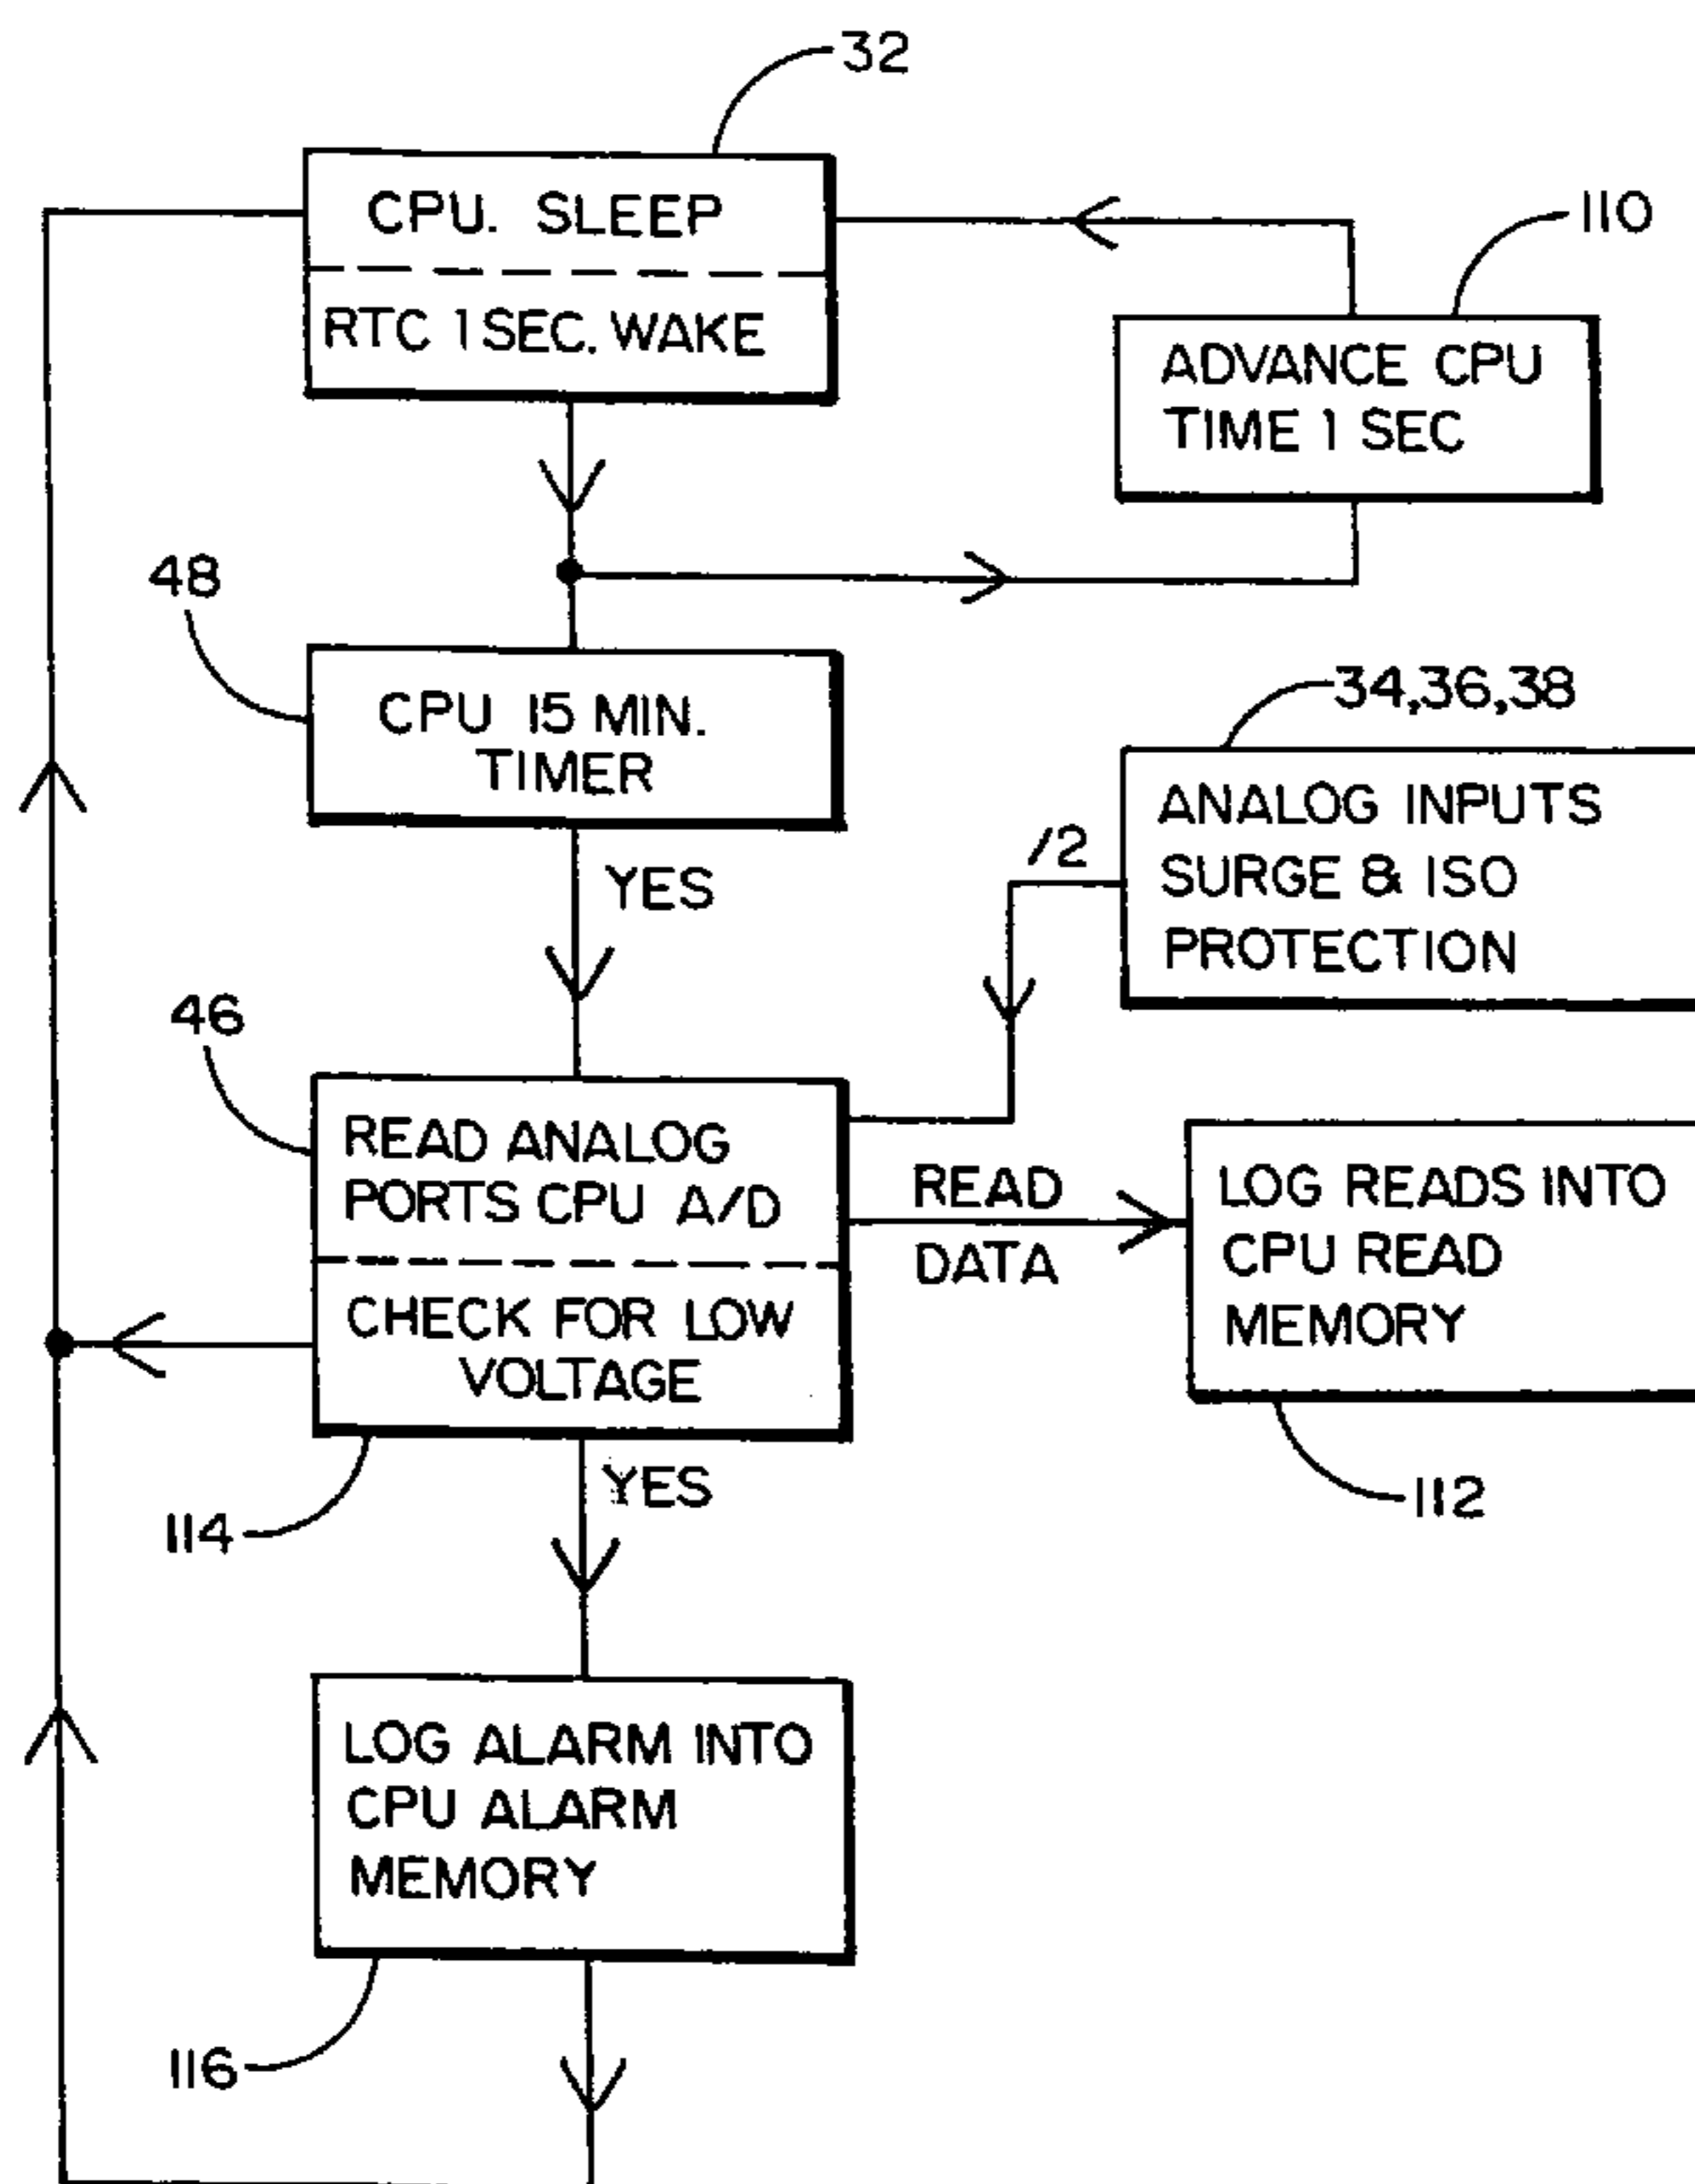 32
CPU. SLEEP
RTC 1 SEC. WAKE
110
ADVANCE CPU
TIME 1 SEC
48
CPU 15 MIN.
TIMER
YES
34,36,38
ANALOG INPUTS
SURGE & ISO
PROTECTION
/2
46
READ ANALOG
PORTS CPU A/D
CHECK FOR LOW
VOLTAGE
READ
DATA
LOG READS INTO
CPU READ
MEMORY
112
114
YES
LOG ALARM INTO
CPU ALARM
MEMORY
116